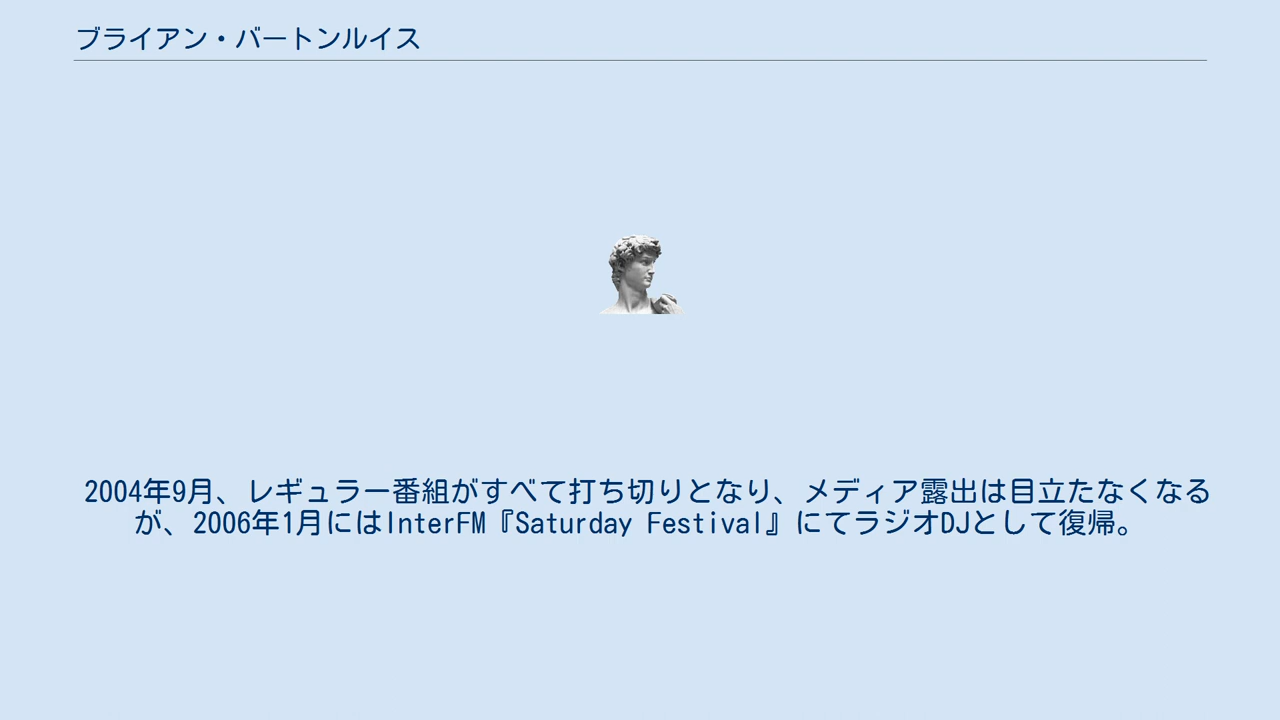 ブライアン・バートンルイス
2004年9月、レギュラー番組がすべて打ち切りとなり、メディア露出は目立たなくなる
が、2006年1月にはInterFM『Saturday Festival』にてラジオDJとして復帰。